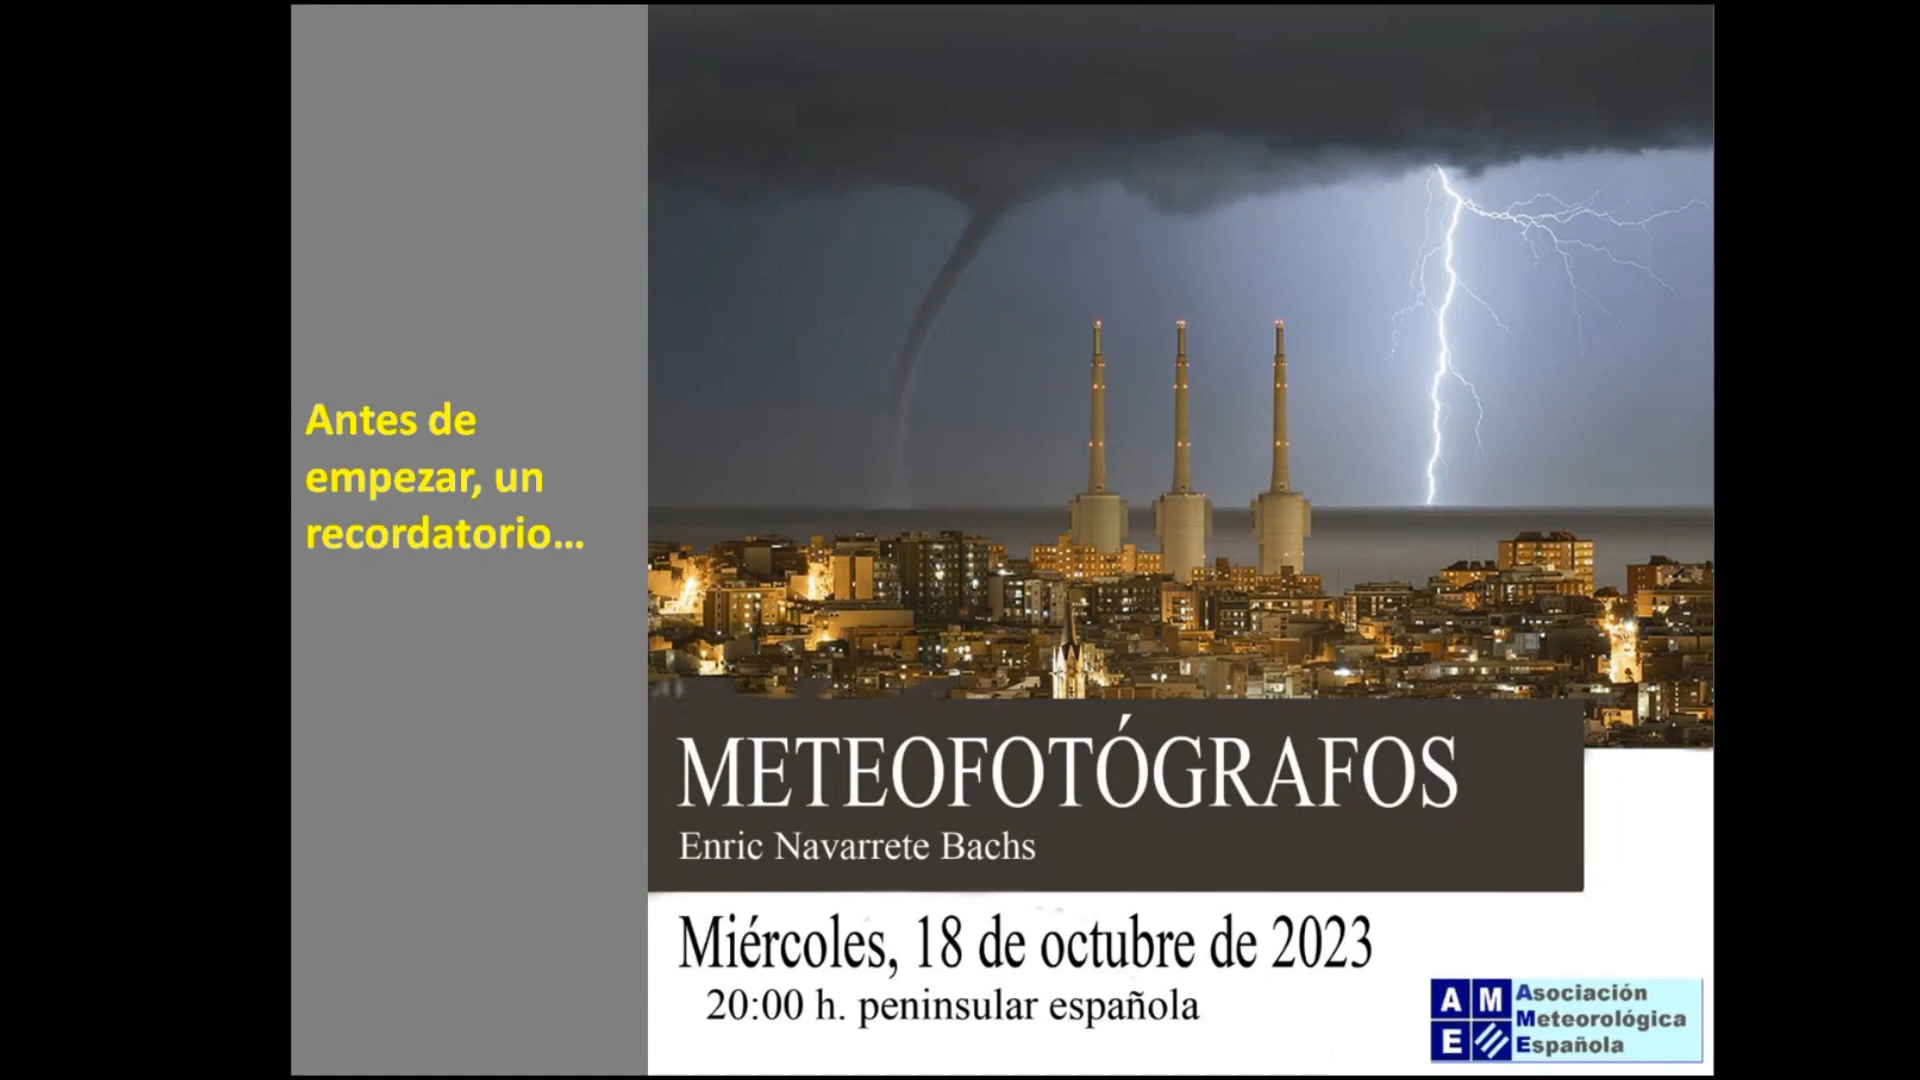 Antes de
empezar, un
recordatorio...
METEOFOTÓGRAFOS
Enric Navarrete Bachs
Miércoles, 18 de octubre de 2023
20:00 h. peninsular española
A M E
Asociación
Meteorológica
Española